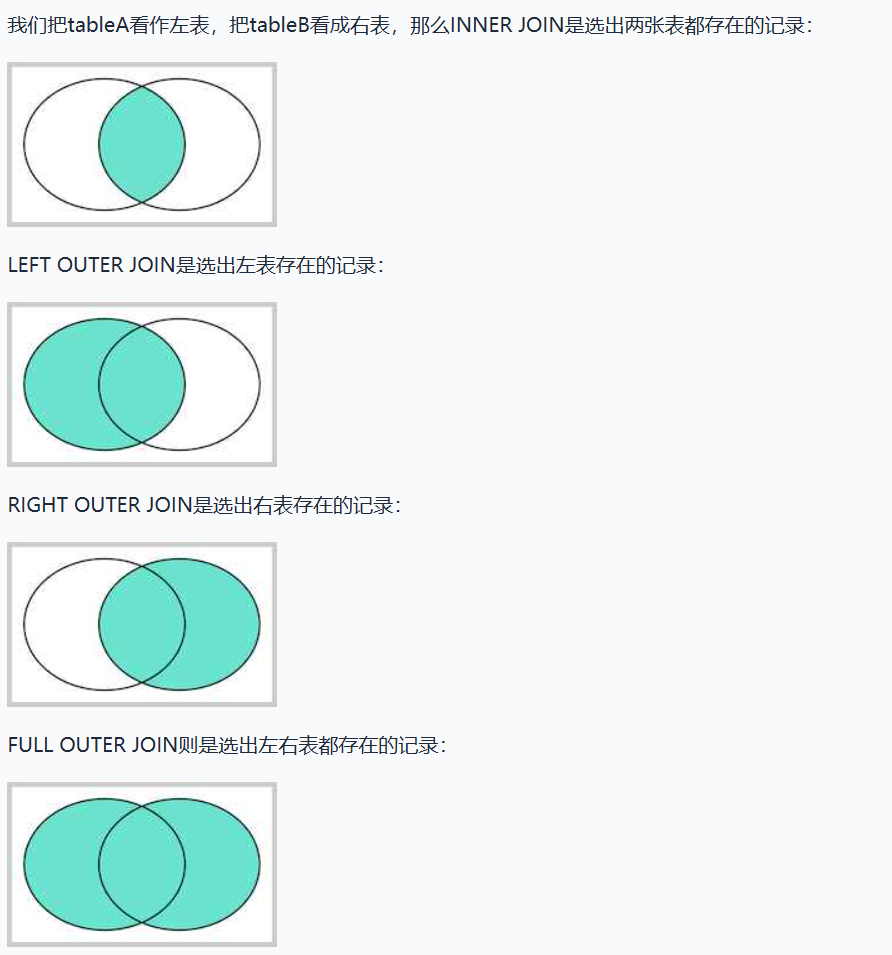 我们把tableA看作左表，把tableB看成右表，那么INNER JOIN是选出两张表都存在的记录：
LEFT OUTER JOIN是选出左表存在的记录：
RIGHT OUTER JOIN是选出右表存在的记录：
FULL OUTER JOIN则是选出左右表都存在的记录：